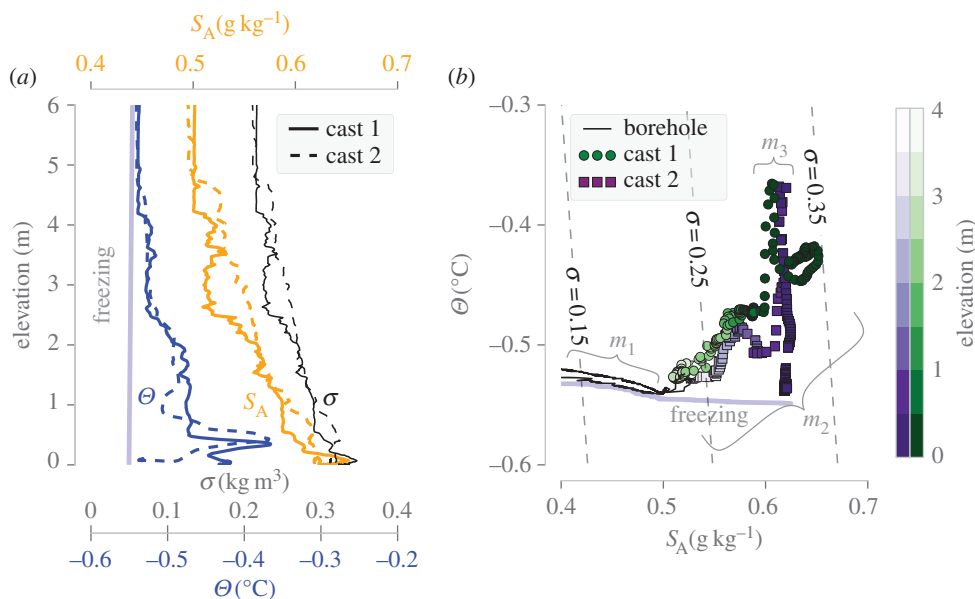 S_A (g kg⁻¹)
0.4 0.5 0.6 0.7
(a)
6
5
4
3
2
1
0
elevation (m)
cast 1
cast 2
freezing
Θ
S_A
σ
σ (kg m³)
0 0.1 0.2 0.3 0.4
–0.6 –0.5 –0.4 –0.3 –0.2
Θ (°C)
(b)
–0.3
–0.4
–0.5
–0.6
Θ (°C)
borehole
cast 1
cast 2
m₃
σ=0.35
σ=0.25
σ=0.15
m₁
freezing
m₂
0.4 0.5 0.6 0.7
S_A (g kg⁻¹)
4
3
2
1
0
elevation (m)